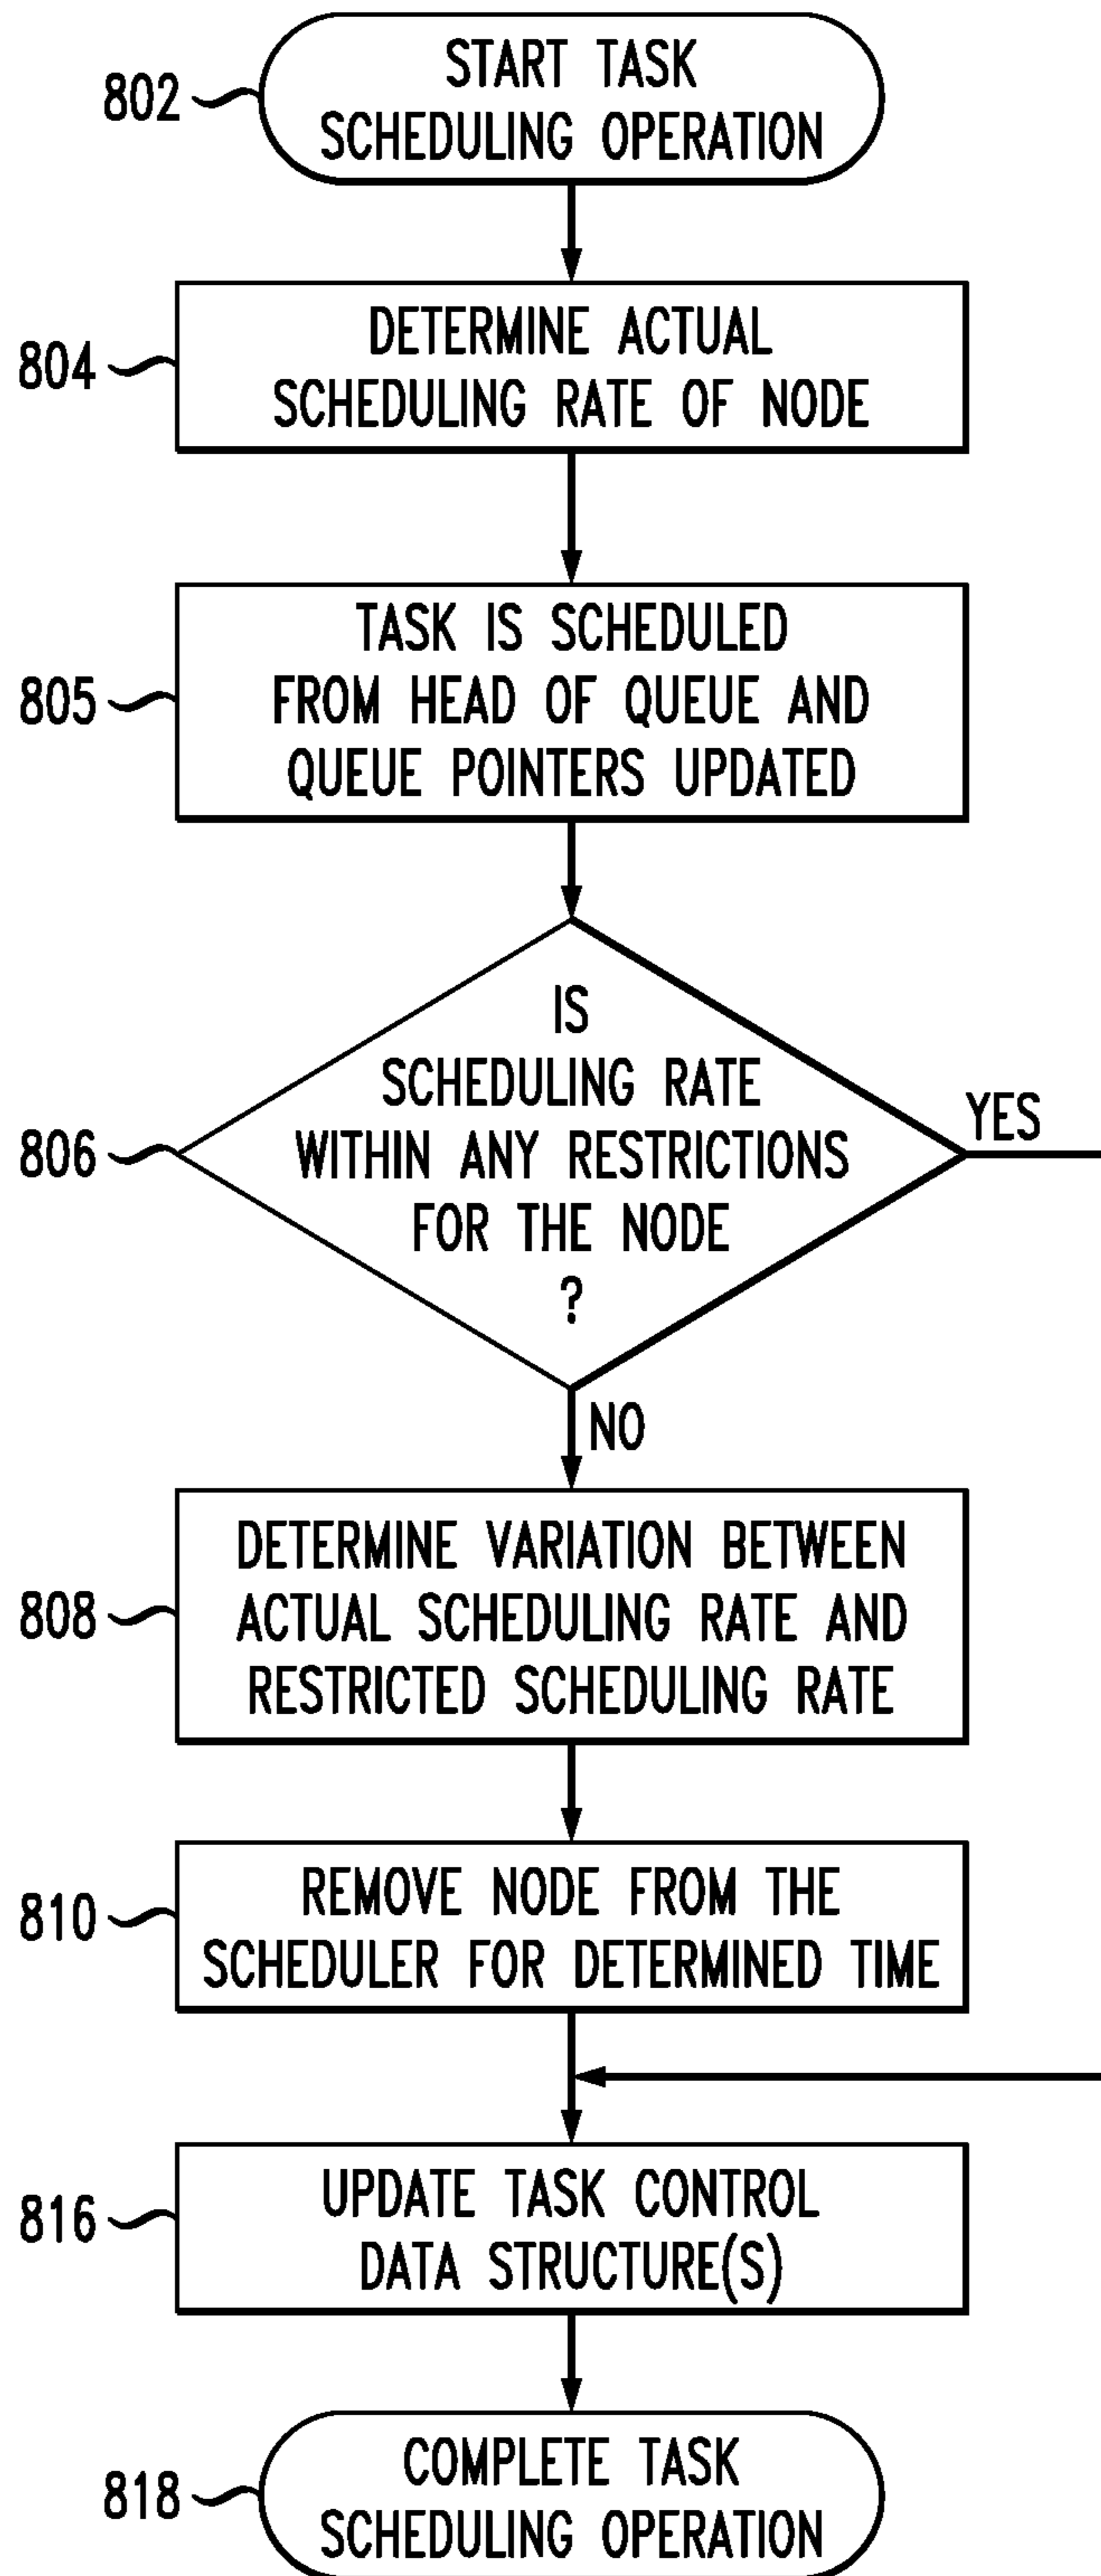 802
START TASK
SCHEDULING OPERATION
804
DETERMINE ACTUAL
SCHEDULING RATE OF NODE
805
TASK IS SCHEDULED
FROM HEAD OF QUEUE AND
QUEUE POINTERS UPDATED
806
IS
SCHEDULING RATE
WITHIN ANY RESTRICTIONS
FOR THE NODE
?
YES
NO
808
DETERMINE VARIATION BETWEEN
ACTUAL SCHEDULING RATE AND
RESTRICTED SCHEDULING RATE
810
REMOVE NODE FROM THE
SCHEDULER FOR DETERMINED TIME
816
UPDATE TASK CONTROL
DATA STRUCTURE(S)
818
COMPLETE TASK
SCHEDULING OPERATION